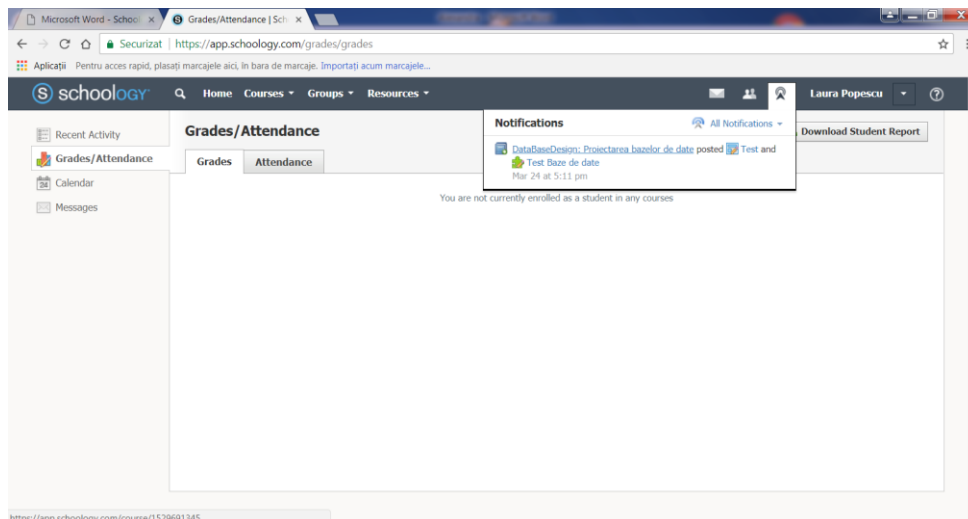 Microsoft Word - School
Grades/Attendance | Sch
Securizat
https://app.schoology.com/grades/grades
Aplicații
Pentru acces rapid, plasați marcajele aici, în bara de marcaje. Importați acum marcajele...
S schoology
Home
Courses
Groups
Resources
Laura Popescu
Recent Activity
Grades/Attendance
24 Calendar
Messages
Grades/Attendance
Download Student Report
Grades
Attendance
Notifications
All Notifications
DataBaseDesign: Proiectarea bazelor de date posted Test and
Test Baze de date
Mar 24 at 5:11 pm
You are not currently enrolled as a student in any courses
https://app.schoology.com/course/1529691345